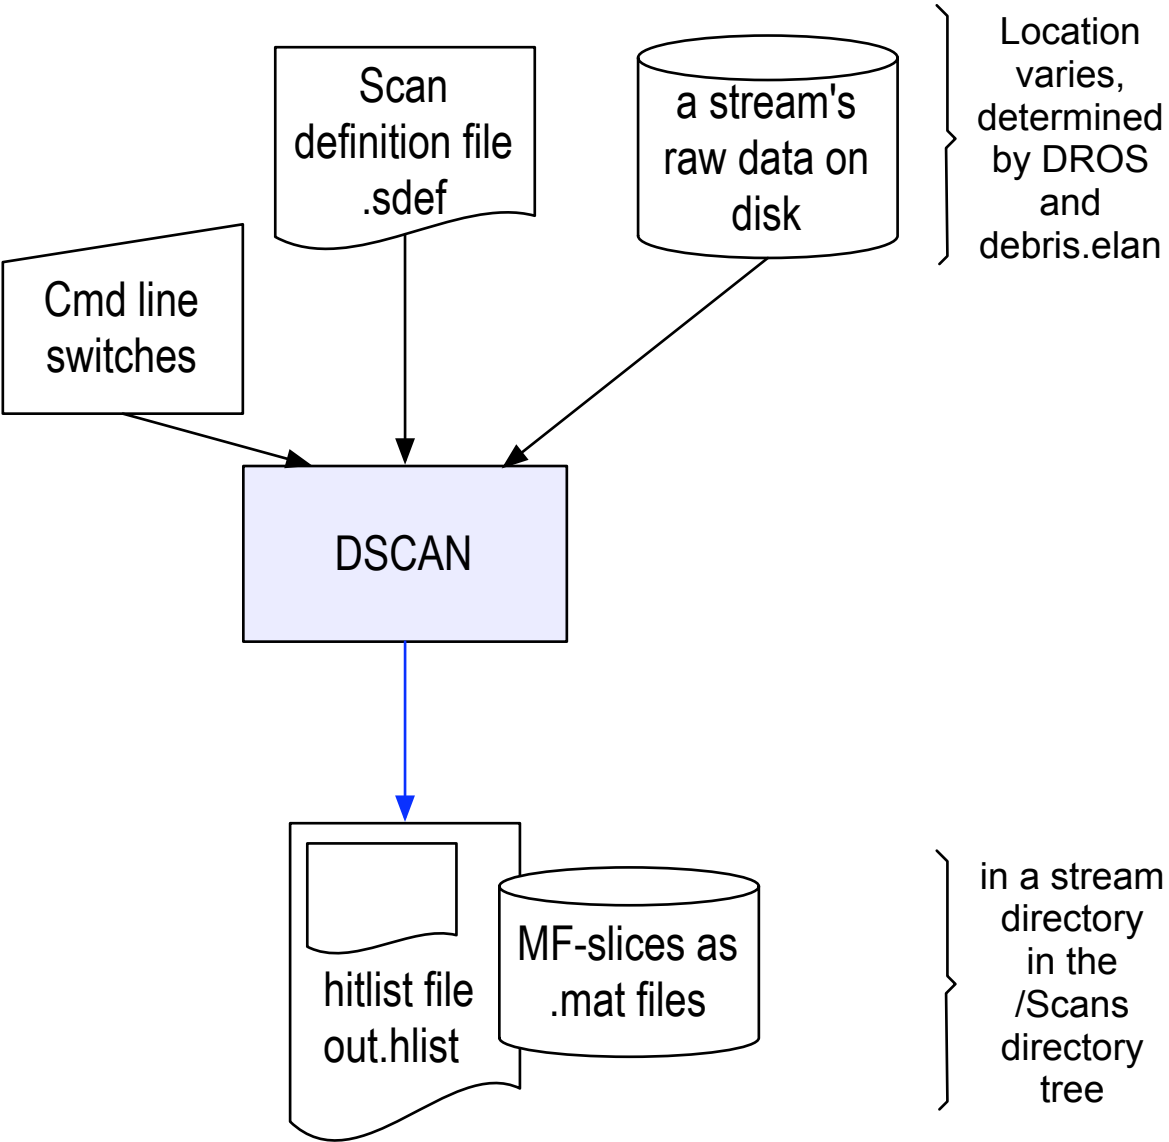 Scan
definition file
.sdef
a stream's
raw data on
disk
Location
varies,
determined
by DROS
and
debris.elan
Cmd line
switches
DSCAN
hitlist file
out.hlist
MF-slices as
.mat files
in a stream
directory
in the
/Scans
directory
tree